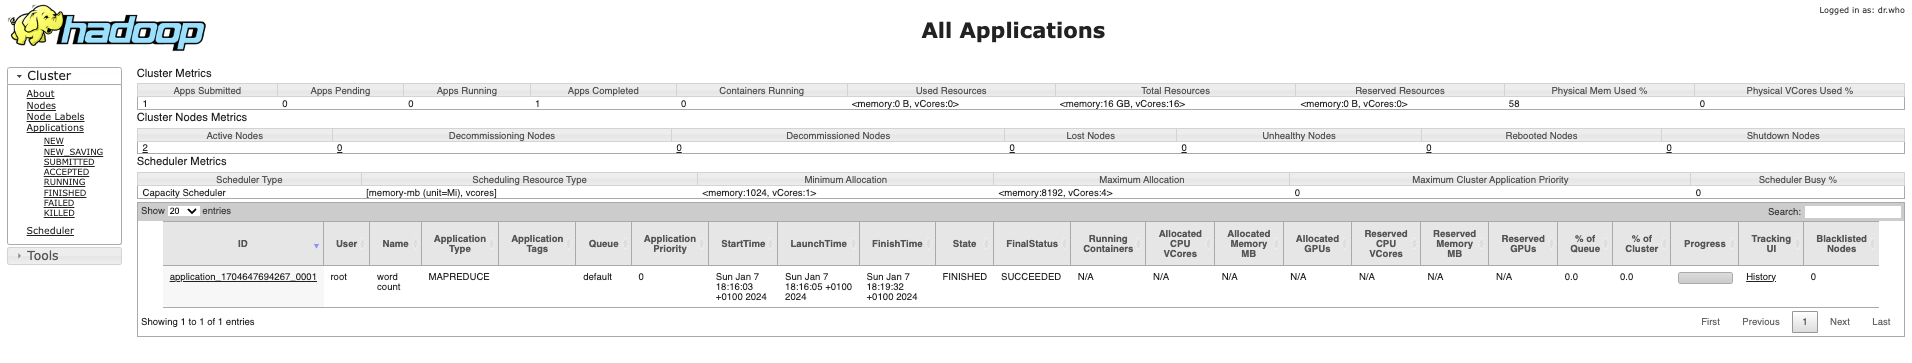 Logged in as: dr.who
hadoop
All Applications
Cluster
About
Nodes
Node Labels
Applications
NEW
NEW_SAVING
SUBMITTED
ACCEPTED
RUNNING
FINISHED
FAILED
KILLED
Scheduler
Tools
Cluster Metrics
Apps Submitted Apps Pending Apps Running Apps Completed Containers Running Used Resources Total Resources Reserved Resources Physical Mem Used % Physical VCores Used %
1 0 0 1 0 <memory:0 B, vCores:0> <memory:16 GB, vCores:16> <memory:0 B, vCores:0> 58 0
Cluster Nodes Metrics
Active Nodes Decommissioning Nodes Decommissioned Nodes Lost Nodes Unhealthy Nodes Rebooted Nodes Shutdown Nodes
2 0 0 0 0 0 0
Scheduler Metrics
Scheduler Type Scheduling Resource Type Minimum Allocation Maximum Allocation Maximum Cluster Application Priority Scheduler Busy %
Capacity Scheduler [memory-mb (unit=Mi), vcores] <memory:1024, vCores:1> <memory:8192, vCores:4> 0 0
Show 20 entries Search:
ID User Name Application Type Application Tags Queue Application Priority StartTime LaunchTime FinishTime State FinalStatus Running Containers Allocated CPU VCores Allocated Memory MB Allocated GPUs Reserved CPU VCores Reserved Memory MB Reserved GPUs % of Queue % of Cluster Progress Tracking UI Blacklisted Nodes
application_1704647694267_0001 root word count MAPREDUCE default 0 Sun Jan 7 18:16:03 +0100 2024 Sun Jan 7 18:16:05 +0100 2024 Sun Jan 7 18:19:32 +0100 2024 FINISHED SUCCEEDED N/A N/A N/A N/A N/A N/A N/A 0.0 0.0 History 0
Showing 1 to 1 of 1 entries First Previous 1 Next Last